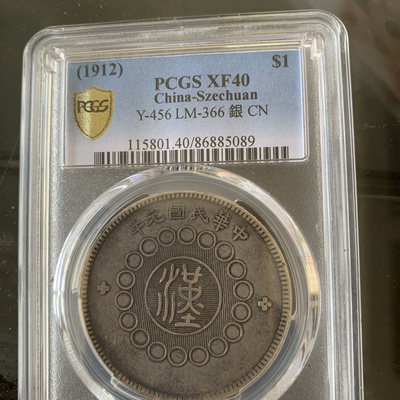 (1912) PCGS XF40 $1
China-Szechuan
PCGS
Y-456 LM-366 銀 CN
115801.40/86885089
中華民國元年
漢